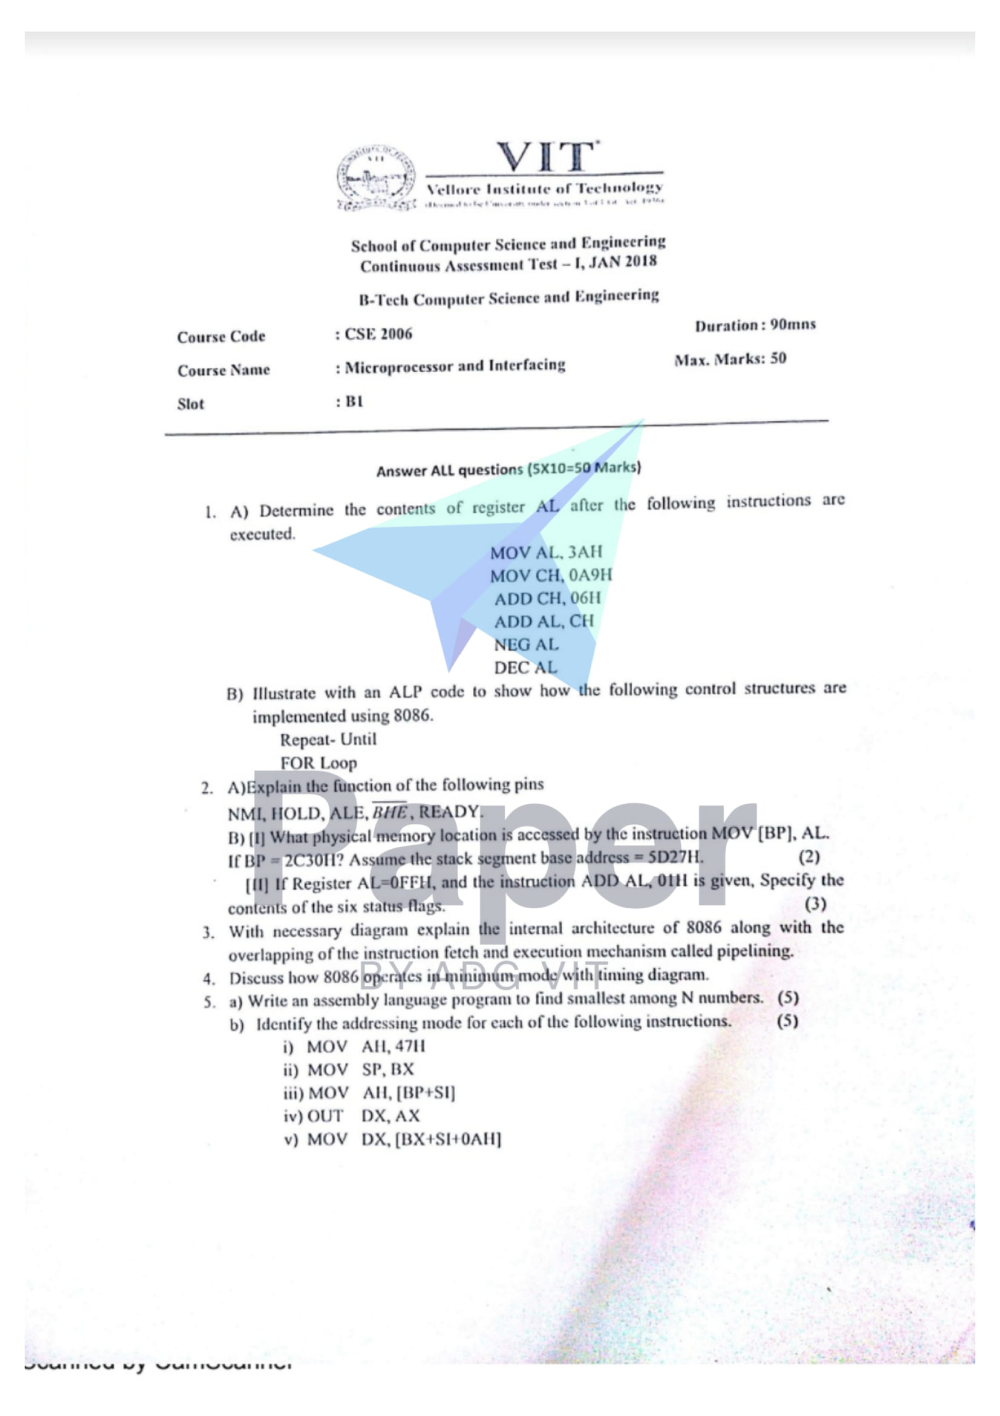 VIT
Vellore Institute of Technology
School of Computer Science and Engineering
Continuous Assessment Test – I, JAN 2018
B-Tech Computer Science and Engineering
Course Code : CSE 2006 Duration : 90mns
Course Name : Microprocessor and Interfacing Max. Marks: 50
Slot : B1
Answer ALL questions (5X10=50 Marks)
1. A) Determine the contents of register AL after the following instructions are
executed.
MOV AL, 3AH
MOV CH, 0A9H
ADD CH, 06H
ADD AL, CH
NEG AL
DEC AL
B) Illustrate with an ALP code to show how the following control structures are
implemented using 8086.
Repeat- Until
FOR Loop
2. A)Explain the function of the following pins
NMI, HOLD, ALE, B̅H̅E̅, READY.
B) [I] What physical memory location is accessed by the instruction MOV [BP], AL.
If BP = 2C30H? Assume the stack segment base address = 5D27H. (2)
[II] If Register AL=0FFH, and the instruction ADD AL, 01H is given, Specify the
contents of the six status flags. (3)
3. With necessary diagram explain the internal architecture of 8086 along with the
overlapping of the instruction fetch and execution mechanism called pipelining.
4. Discuss how 8086 operates in minimum mode with timing diagram.
5. a) Write an assembly language program to find smallest among N numbers. (5)
b) Identify the addressing mode for each of the following instructions. (5)
i) MOV AH, 47H
ii) MOV SP, BX
iii) MOV AH, [BP+SI]
iv) OUT DX, AX
v) MOV DX, [BX+SI+0AH]
Paper
BY ADG VIT
Scanned by CamScanner